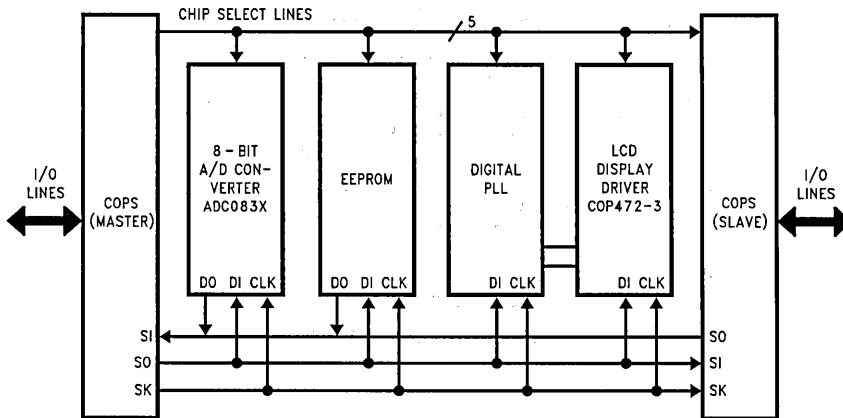 CHIP SELECT LINES
5
I/O
LINES
COPS
(MASTER)
8-BIT
A/D CON-
VERTER
ADC083X
DO DI CLK
EEPROM
DO DI CLK
DIGITAL
PLL
DI CLK
LCD
DISPLAY
DRIVER
COP472-3
DI CLK
COPS
(SLAVE)
I/O
LINES
SI
SO
SO
SI
SK
SK